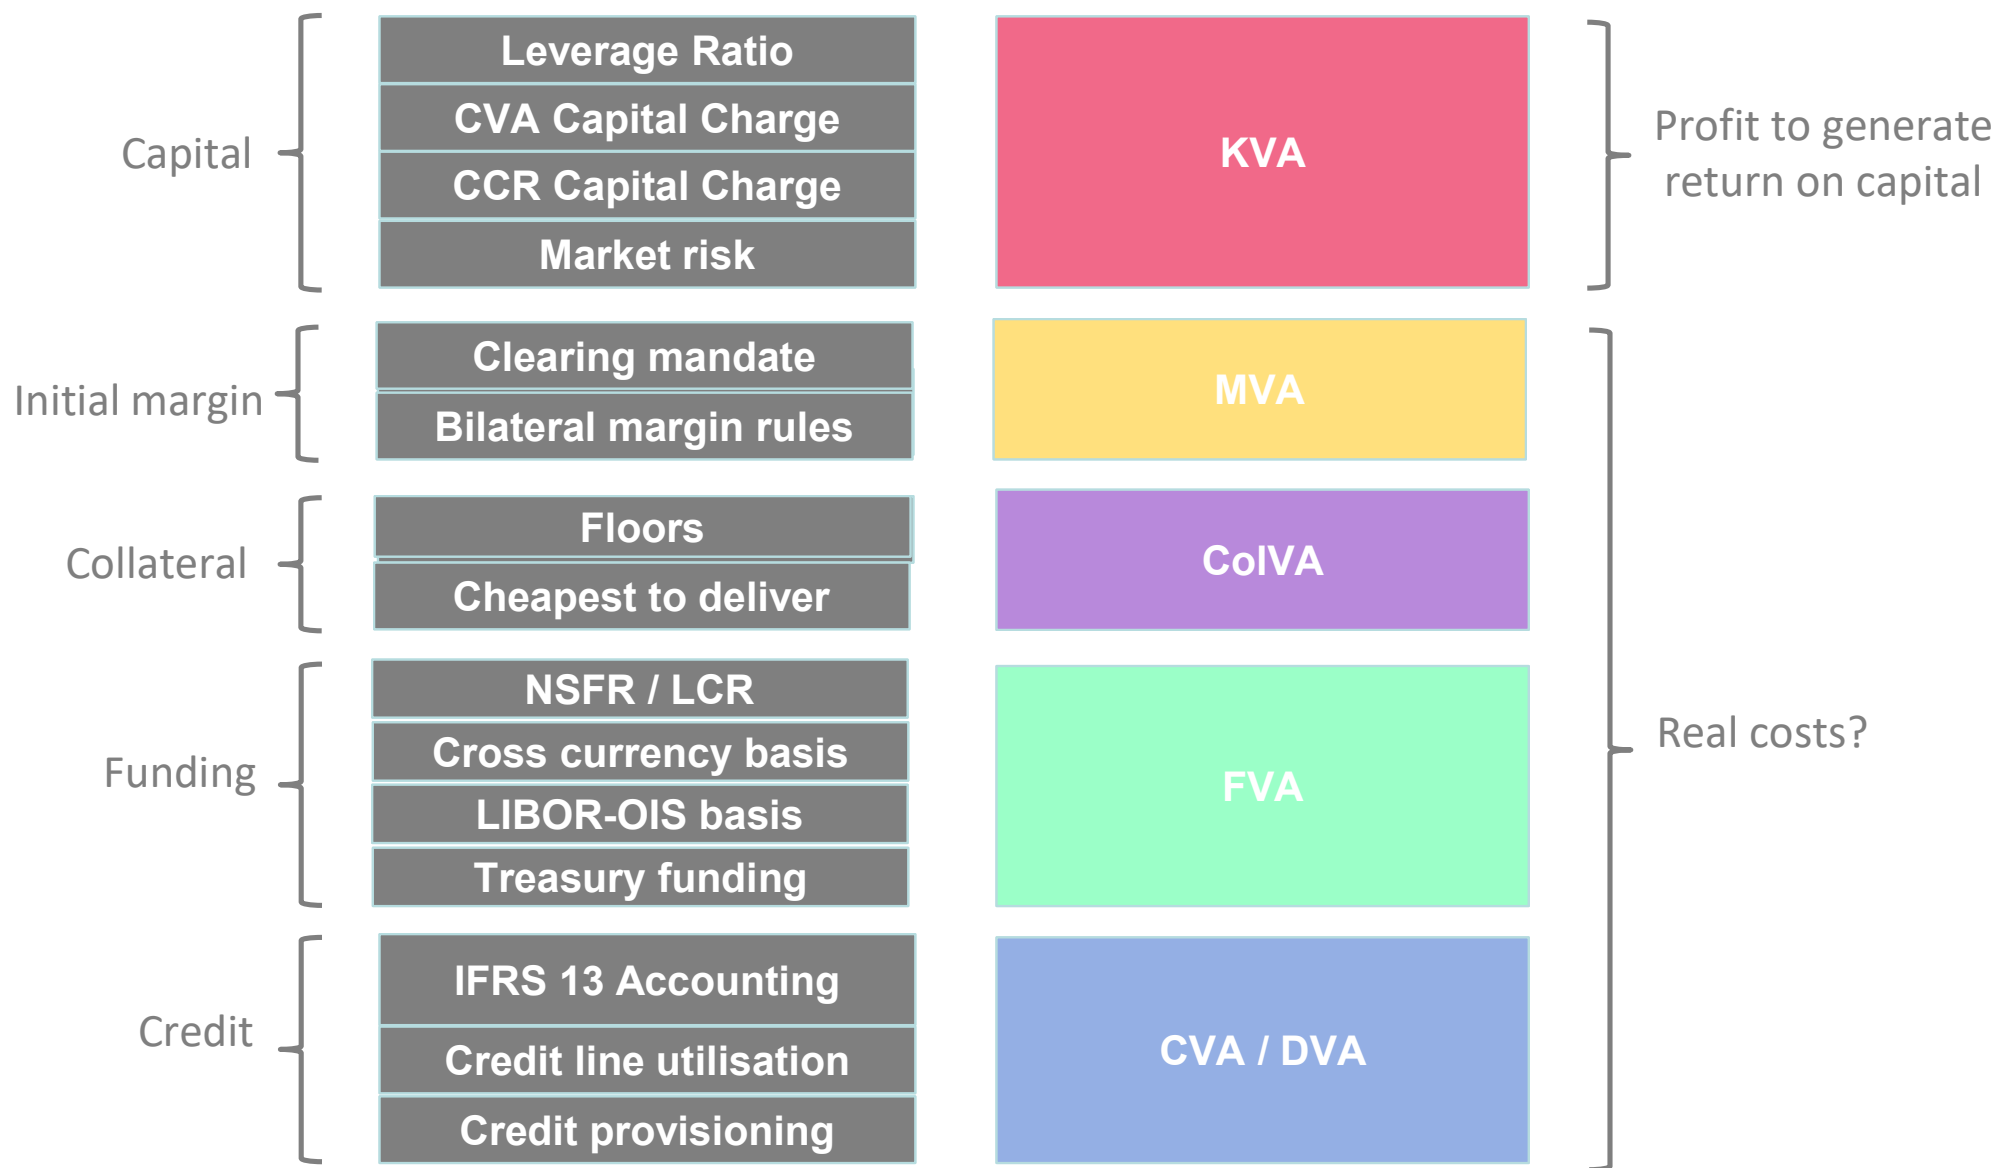 Capital
Leverage Ratio
CVA Capital Charge
CCR Capital Charge
Market risk
KVA
Profit to generate
return on capital
Initial margin
Clearing mandate
Bilateral margin rules
MVA
Collateral
Floors
Cheapest to deliver
ColVA
Funding
NSFR / LCR
Cross currency basis
LIBOR-OIS basis
Treasury funding
FVA
Real costs?
Credit
IFRS 13 Accounting
Credit line utilisation
Credit provisioning
CVA / DVA